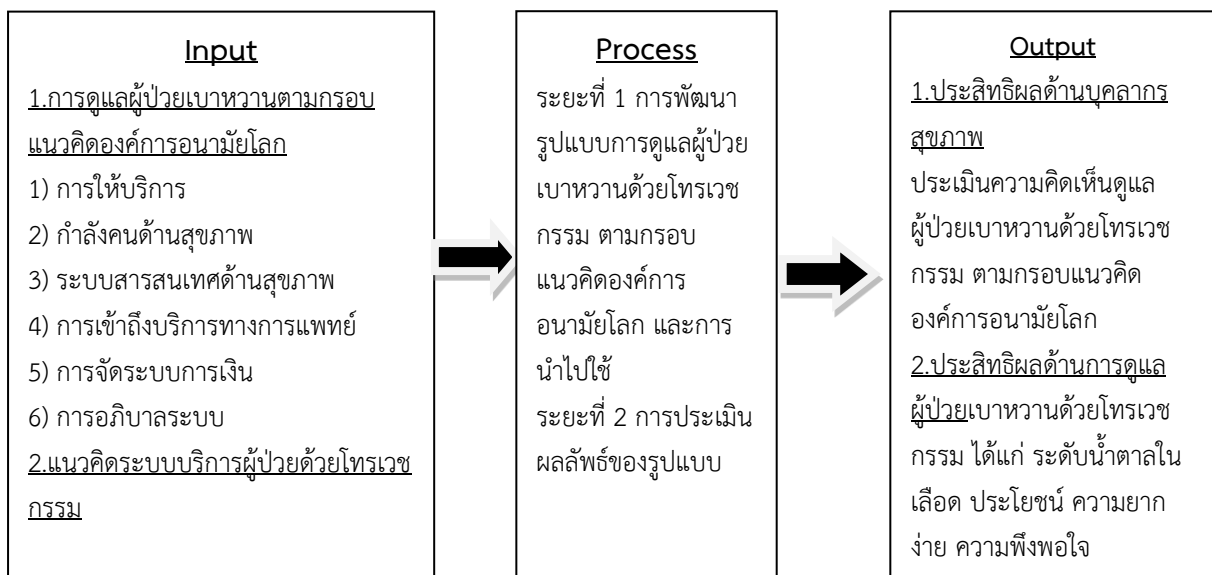 Input
1.การดูแลผู้ป่วยเบาหวานตามกรอบ
แนวคิดองค์การอนามัยโลก
1) การให้บริการ
2) กำลังคนด้านสุขภาพ
3) ระบบสารสนเทศด้านสุขภาพ
4) การเข้าถึงบริการทางการแพทย์
5) การจัดระบบการเงิน
6) การอภิบาลระบบ
2.แนวคิดระบบบริการผู้ป่วยด้วยโทรเวช
กรรม
Process
ระยะที่ 1 การพัฒนา
รูปแบบการดูแลผู้ป่วย
เบาหวานด้วยโทรเวช
กรรม ตามกรอบ
แนวคิดองค์การ
อนามัยโลก และการ
นำไปใช้
ระยะที่ 2 การประเมิน
ผลลัพธ์ของรูปแบบ
Output
1.ประสิทธิผลด้านบุคลากร
สุขภาพ
ประเมินความคิดเห็นดูแล
ผู้ป่วยเบาหวานด้วยโทรเวช
กรรม ตามกรอบแนวคิด
องค์การอนามัยโลก
2.ประสิทธิผลด้านการดูแล
ผู้ป่วยเบาหวานด้วยโทรเวช
กรรม ได้แก่ ระดับน้ำตาลใน
เลือด ประโยชน์ ความยาก
ง่าย ความพึงพอใจ